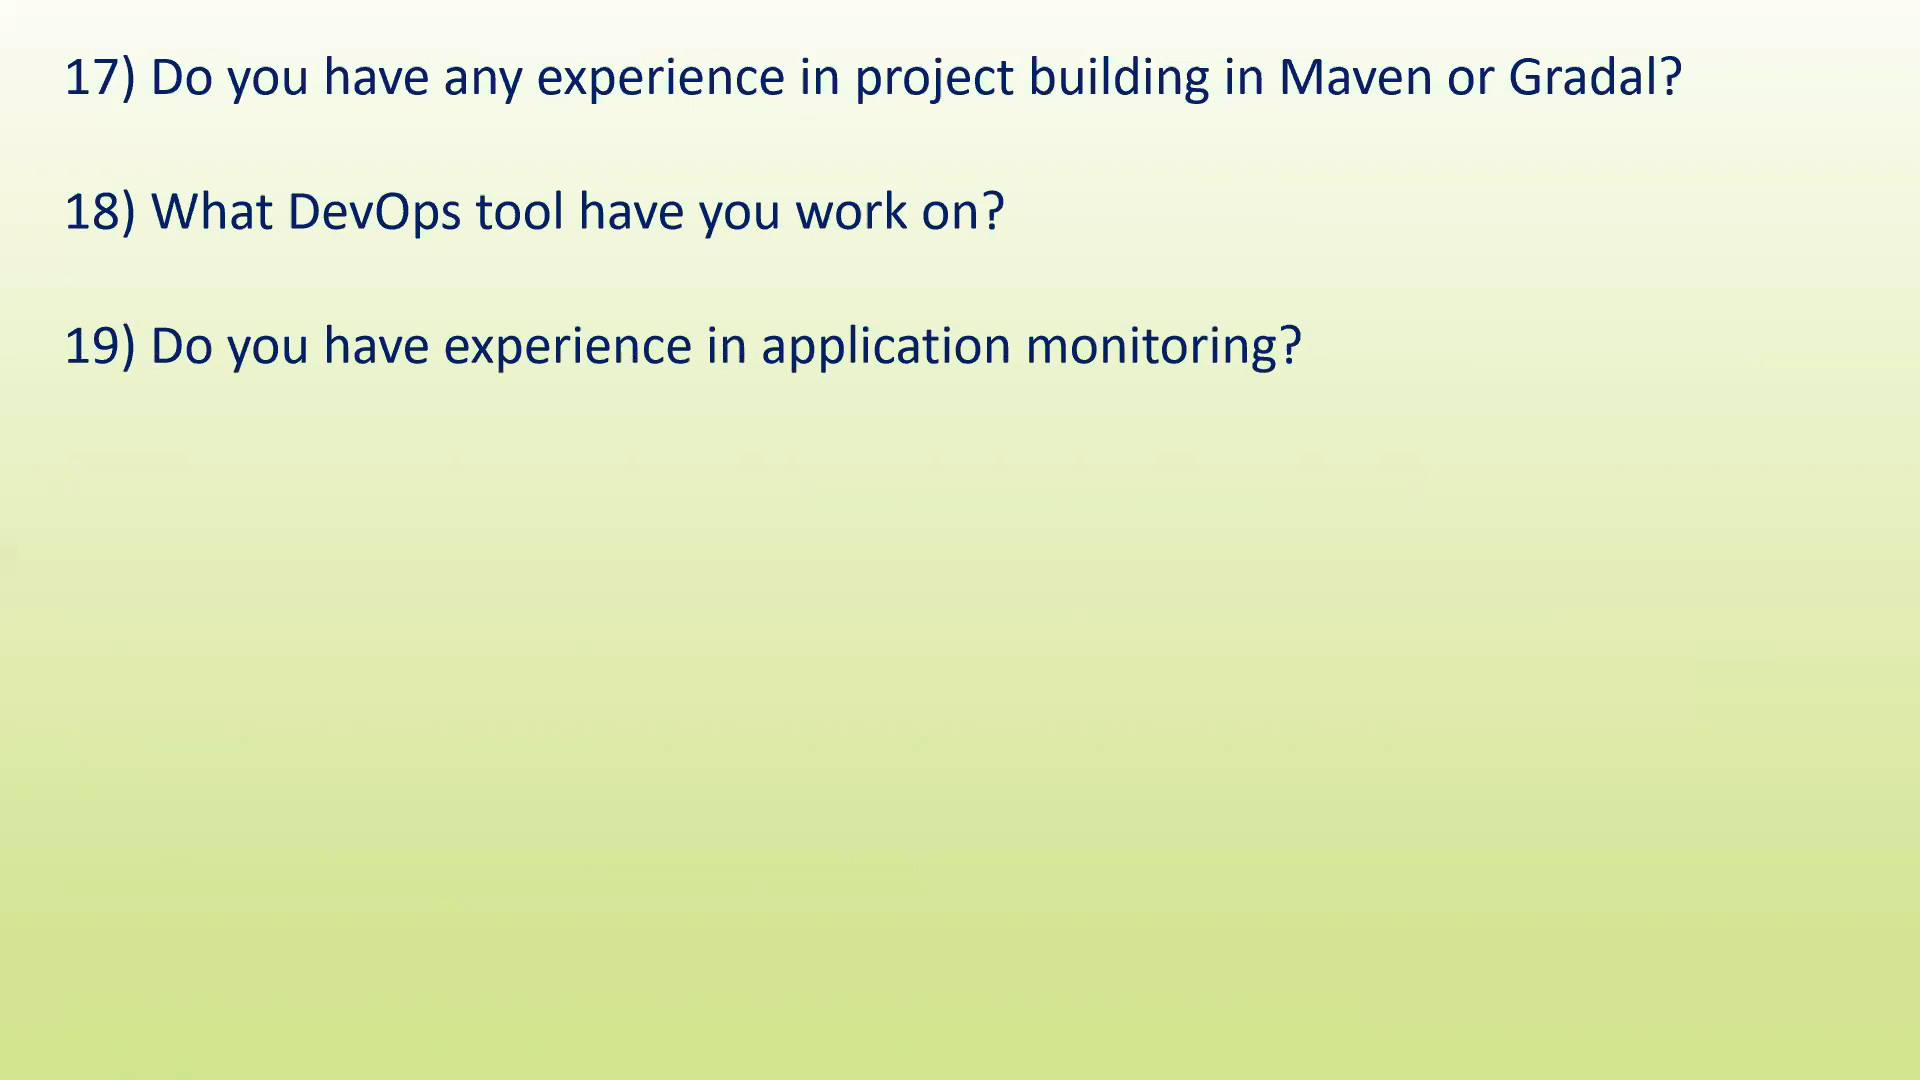 17) Do you have any experience in project building in Maven or Gradal?
18) What DevOps tool have you work on?
19) Do you have experience in application monitoring?